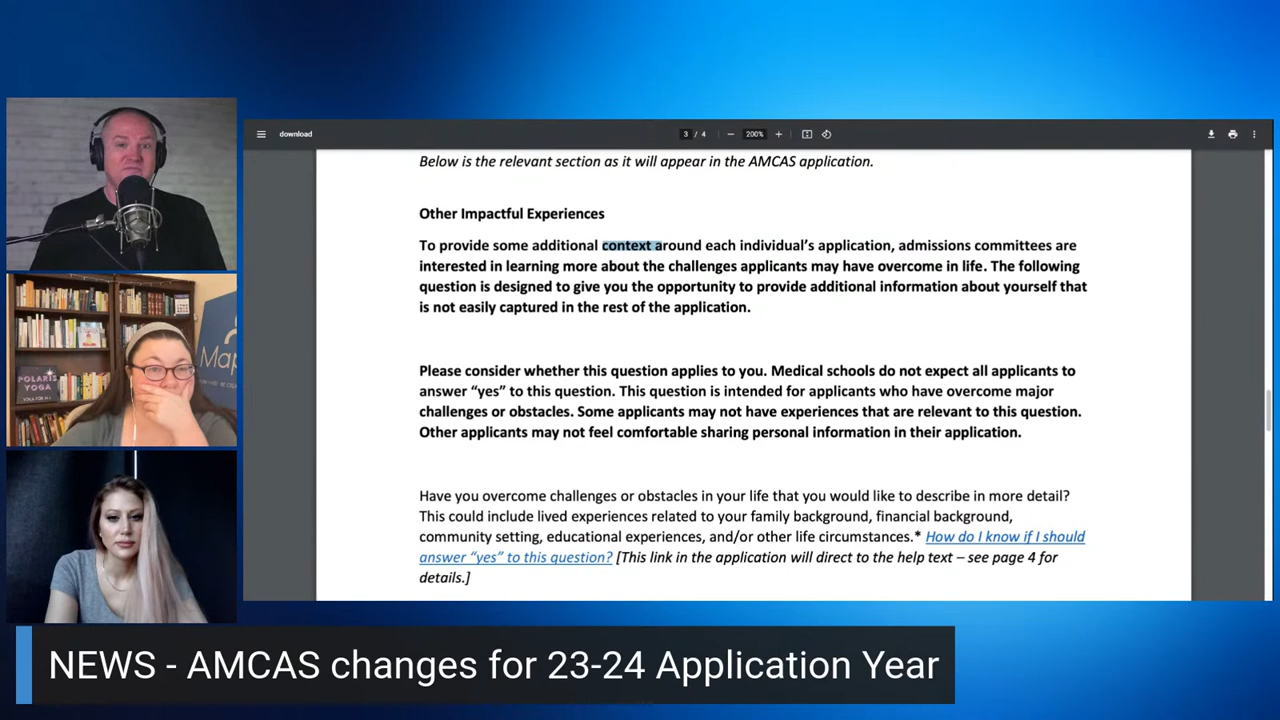 download
3 / 4
200%
Below is the relevant section as it will appear in the AMCAS application.
Other Impactful Experiences
To provide some additional context around each individual's application, admissions committees are
interested in learning more about the challenges applicants may have overcome in life. The following
question is designed to give you the opportunity to provide additional information about yourself that
is not easily captured in the rest of the application.
Please consider whether this question applies to you. Medical schools do not expect all applicants to
answer “yes” to this question. This question is intended for applicants who have overcome major
challenges or obstacles. Some applicants may not have experiences that are relevant to this question.
Other applicants may not feel comfortable sharing personal information in their application.
Have you overcome challenges or obstacles in your life that you would like to describe in more detail?
This could include lived experiences related to your family background, financial background,
community setting, educational experiences, and/or other life circumstances.* How do I know if I should
answer “yes” to this question? [This link in the application will direct to the help text – see page 4 for
details.]
POLARIS
YOGA
Map
NEWS - AMCAS changes for 23-24 Application Year